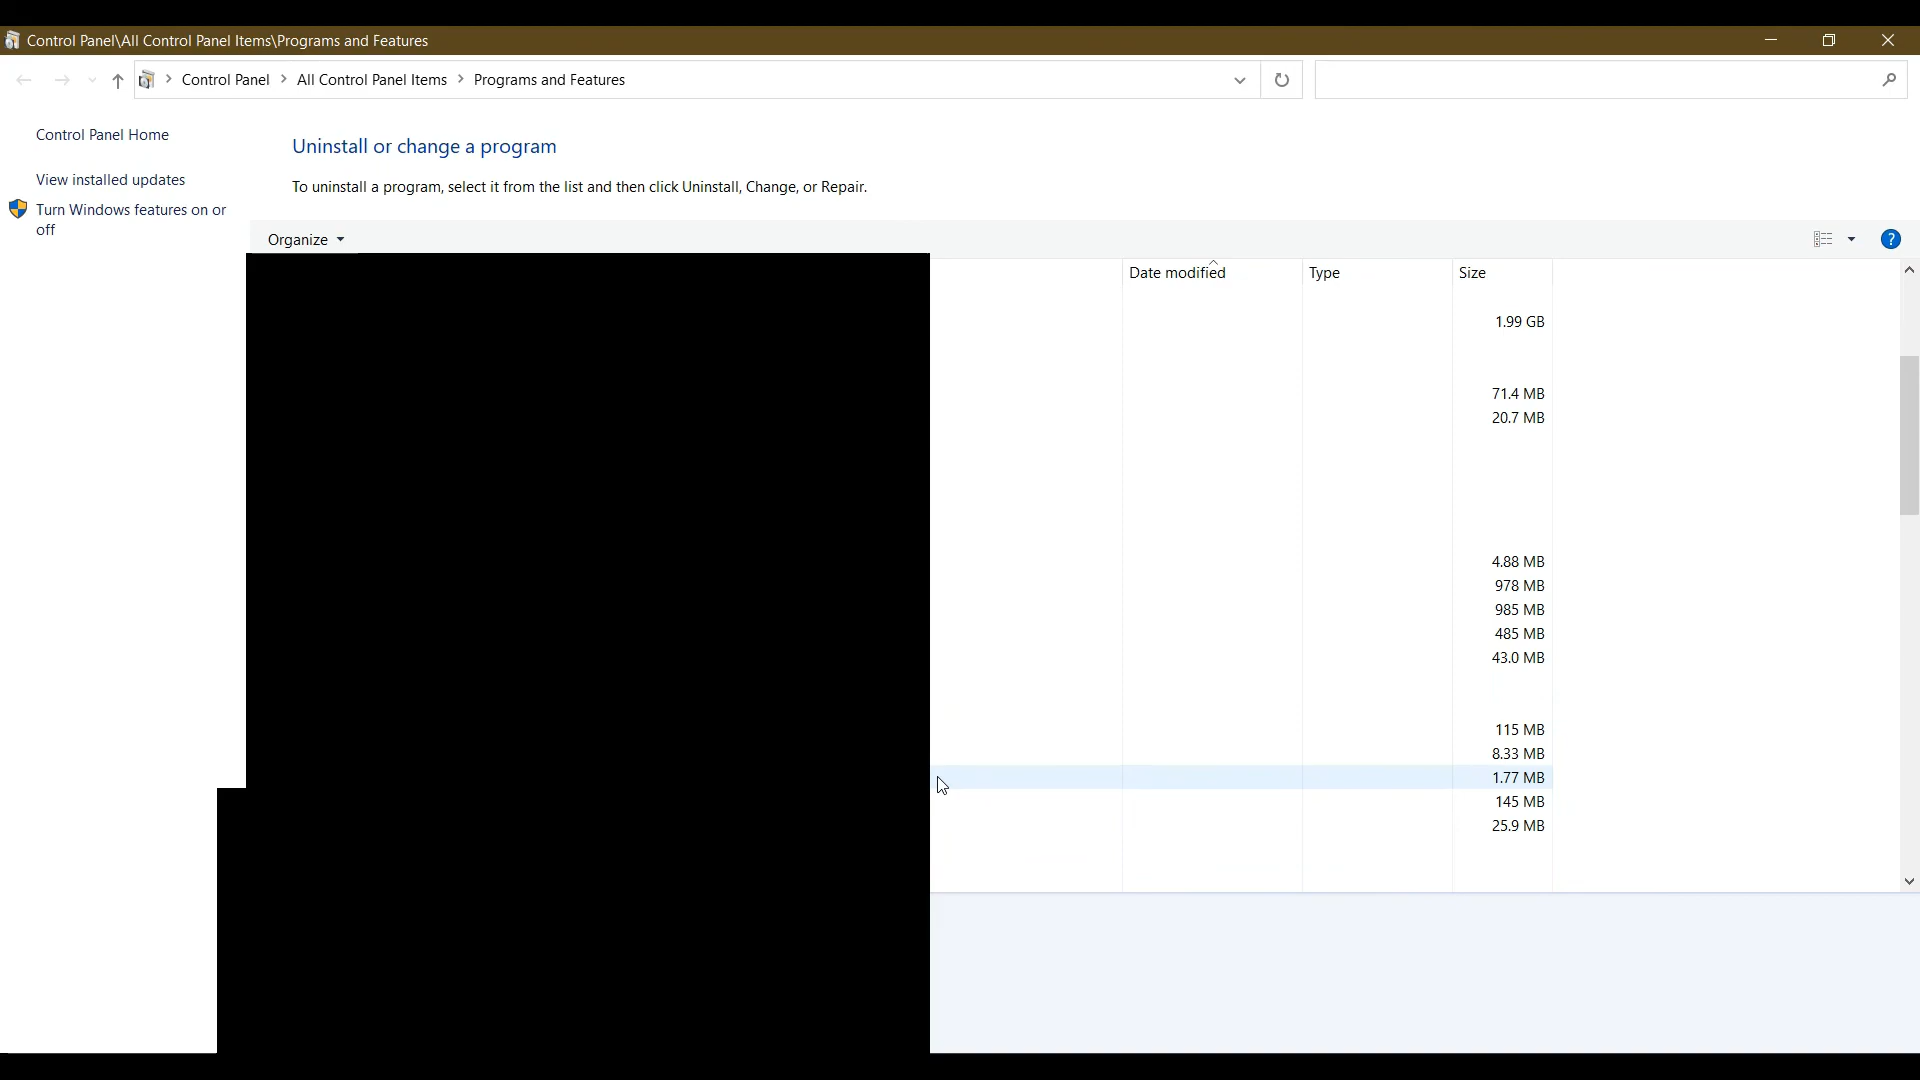 Control Panel\All Control Panel Items\Programs and Features
Control Panel > All Control Panel Items > Programs and Features
Control Panel Home
View installed updates
Turn Windows features on or
off
Uninstall or change a program
To uninstall a program, select it from the list and then click Uninstall, Change, or Repair.
Organize
?
Date modified Type Size
1.99 GB
71.4 MB
20.7 MB
4.88 MB
978 MB
985 MB
485 MB
43.0 MB
115 MB
8.33 MB
1.77 MB
145 MB
25.9 MB